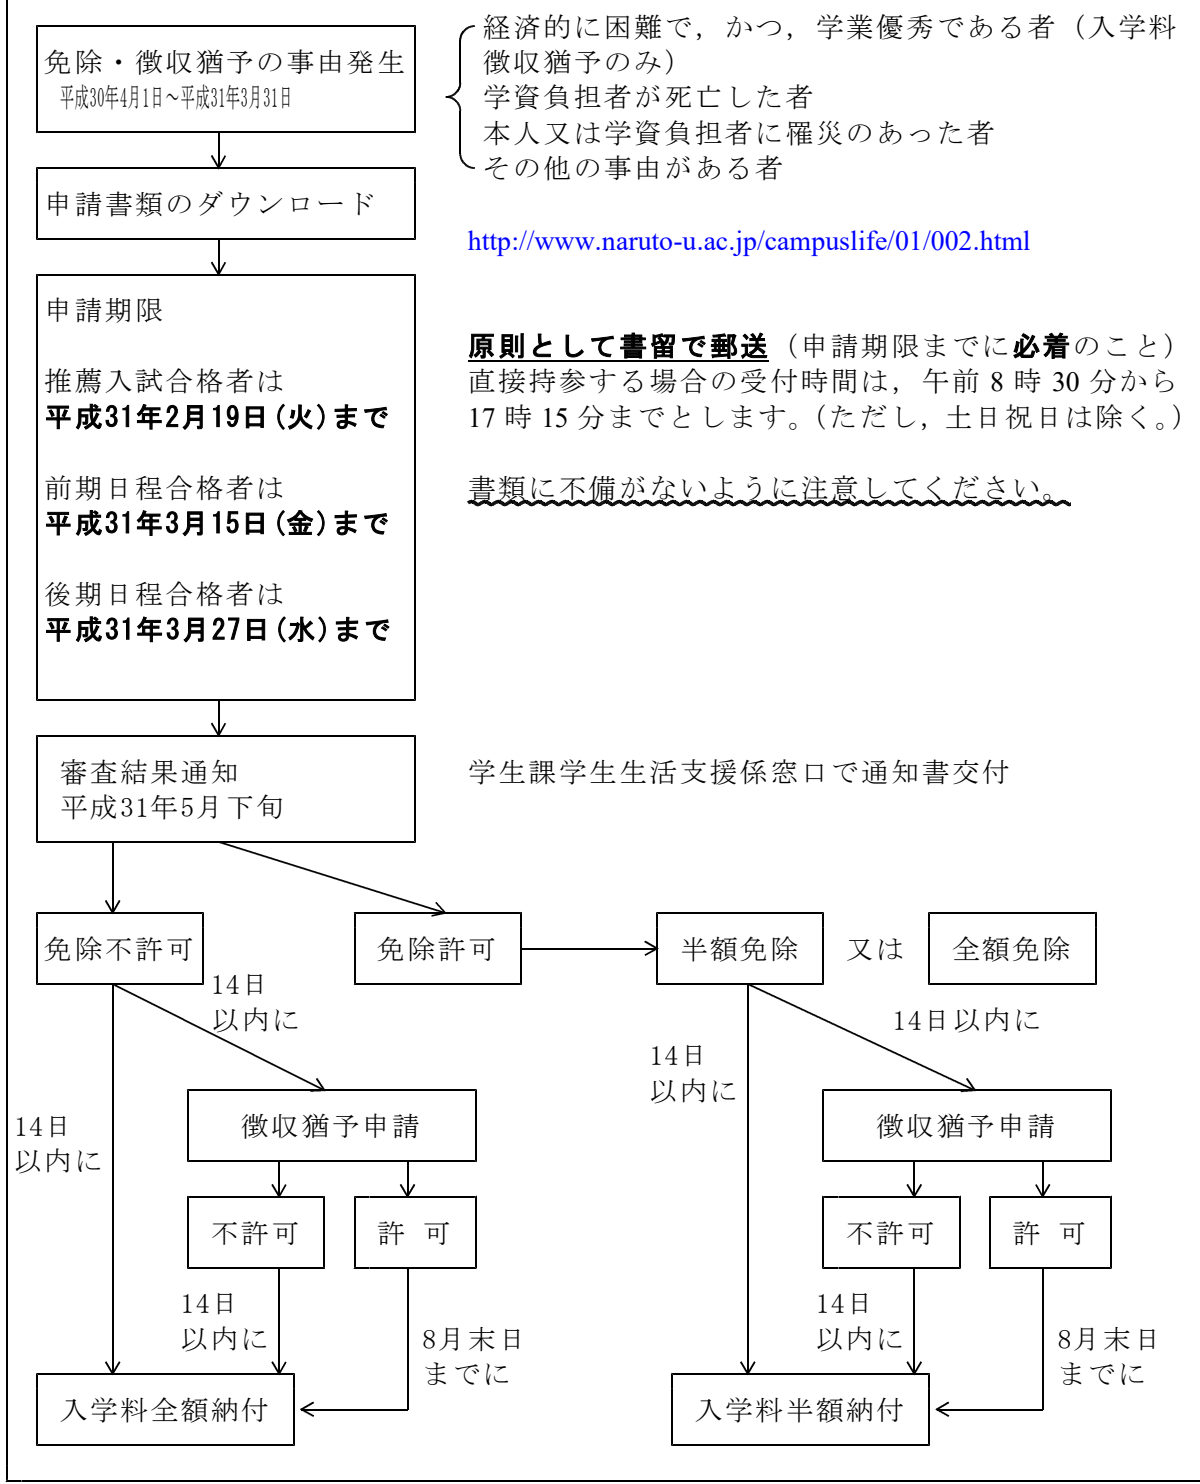 免除・徴収猶予の事由発生
平成30年4月1日～平成31年3月31日
経済的に困難で，かつ，学業優秀である者（入学料
徴収猶予のみ）
学資負担者が死亡した者
本人又は学資負担者に罹災のあった者
その他の事由がある者
申請書類のダウンロード
http://www.naruto-u.ac.jp/campuslife/01/002.html
申請期限
推薦入試合格者は
平成31年2月19日(火)まで
前期日程合格者は
平成31年3月15日(金)まで
後期日程合格者は
平成31年3月27日(水)まで
原則として書留で郵送（申請期限までに必着のこと）
直接持参する場合の受付時間は，午前 8 時 30 分から
17 時 15 分までとします。（ただし，土日祝日は除く。）
書類に不備がないように注意してください。
審査結果通知
平成31年5月下旬
学生課学生生活支援係窓口で通知書交付
免除不許可
免除許可
半額免除
又は
全額免除
14日
以内に
14日以内に
14日
以内に
14日
以内に
徴収猶予申請
徴収猶予申請
不許可
許 可
不許可
許 可
14日
以内に
8月末日
までに
14日
以内に
8月末日
までに
入学料全額納付
入学料半額納付